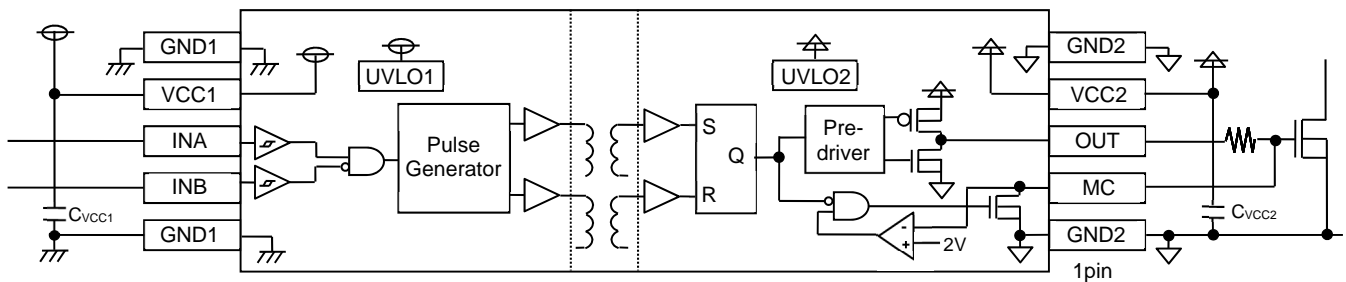 GND1
VCC1
INA
INB
CVCC1
GND1
UVLO1
Pulse
Generator
S
R
Q
UVLO2
Pre-
driver
-
+
2V
GND2
VCC2
OUT
MC
GND2
1pin
CVCC2